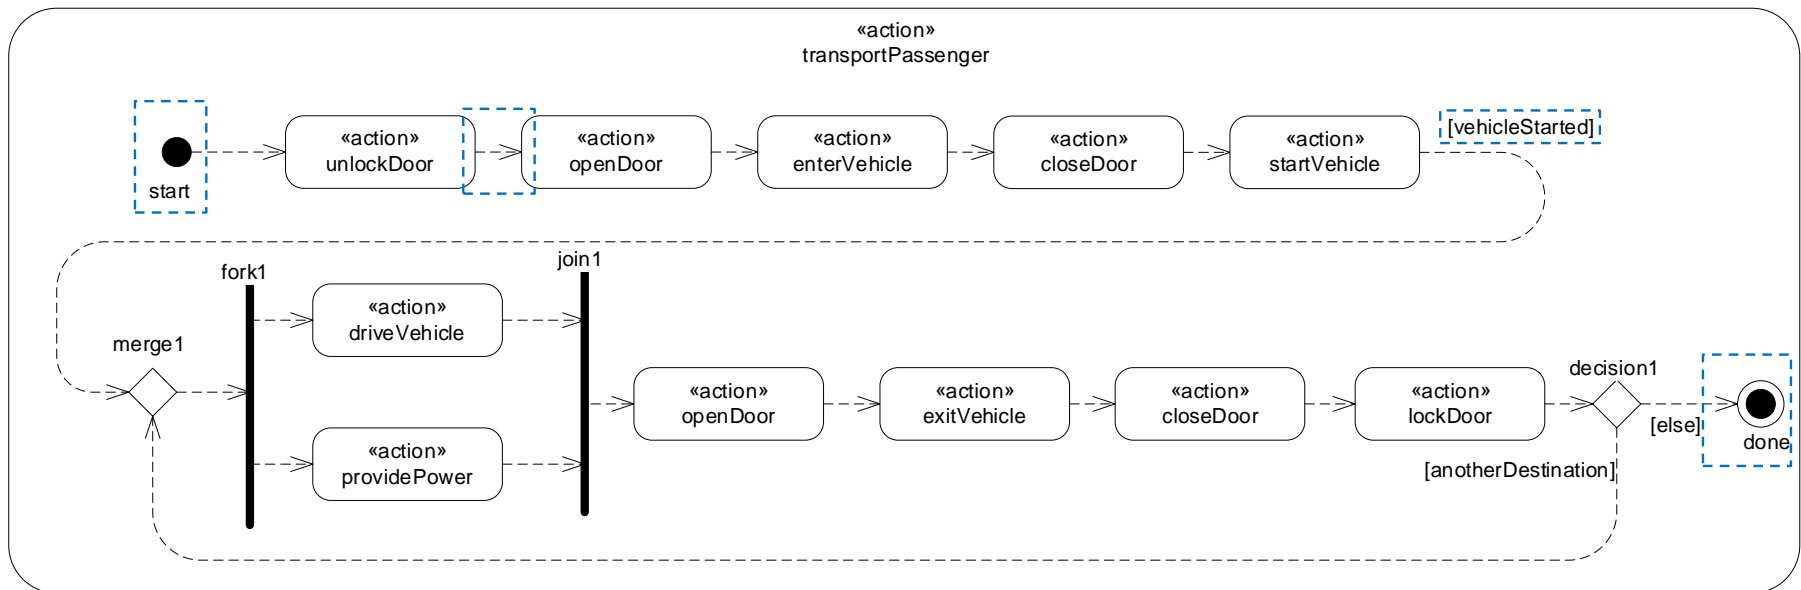 «action»
transportPassenger
start
«action»
unlockDoor
«action»
openDoor
«action»
enterVehicle
«action»
closeDoor
«action»
startVehicle
[vehicleStarted]
merge1
fork1
«action»
driveVehicle
«action»
providePower
join1
«action»
openDoor
«action»
exitVehicle
«action»
closeDoor
«action»
lockDoor
decision1
[else]
[anotherDestination]
done